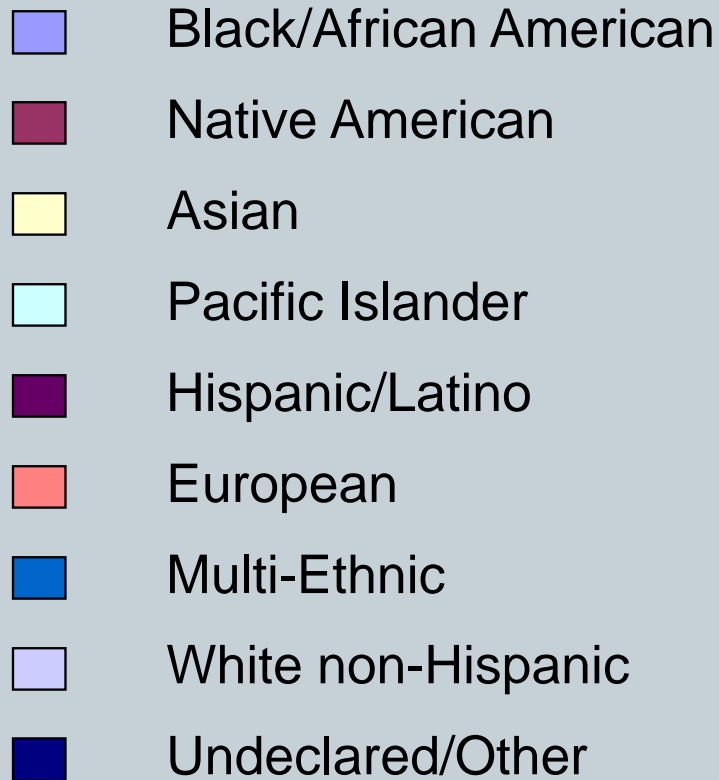 Black/African American
Native American
Asian
Pacific Islander
Hispanic/Latino
European
Multi-Ethnic
White non-Hispanic
Undeclared/Other